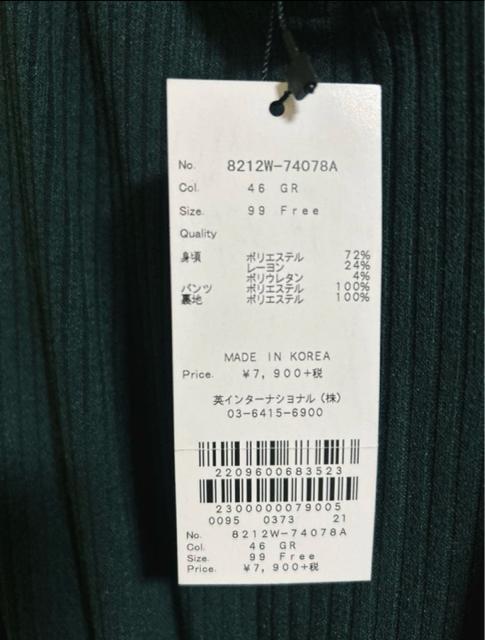 No. 8212W-74078A
Col. 46 GR
Size. 99 Free
Quality
身頃 ポリエステル 72%
レーヨン 24%
ポリウレタン 4%
パンツ ポリエステル 100%
裏地 ポリエステル 100%
MADE IN KOREA
Price. ¥7,900+税
英インターナショナル(株)
03-6415-6900
2209600683523
2300000079005
0095 0373 21
No. 8212W-74078A
Col. 46 GR
Size. 99 Free
Price. ¥7,900+税